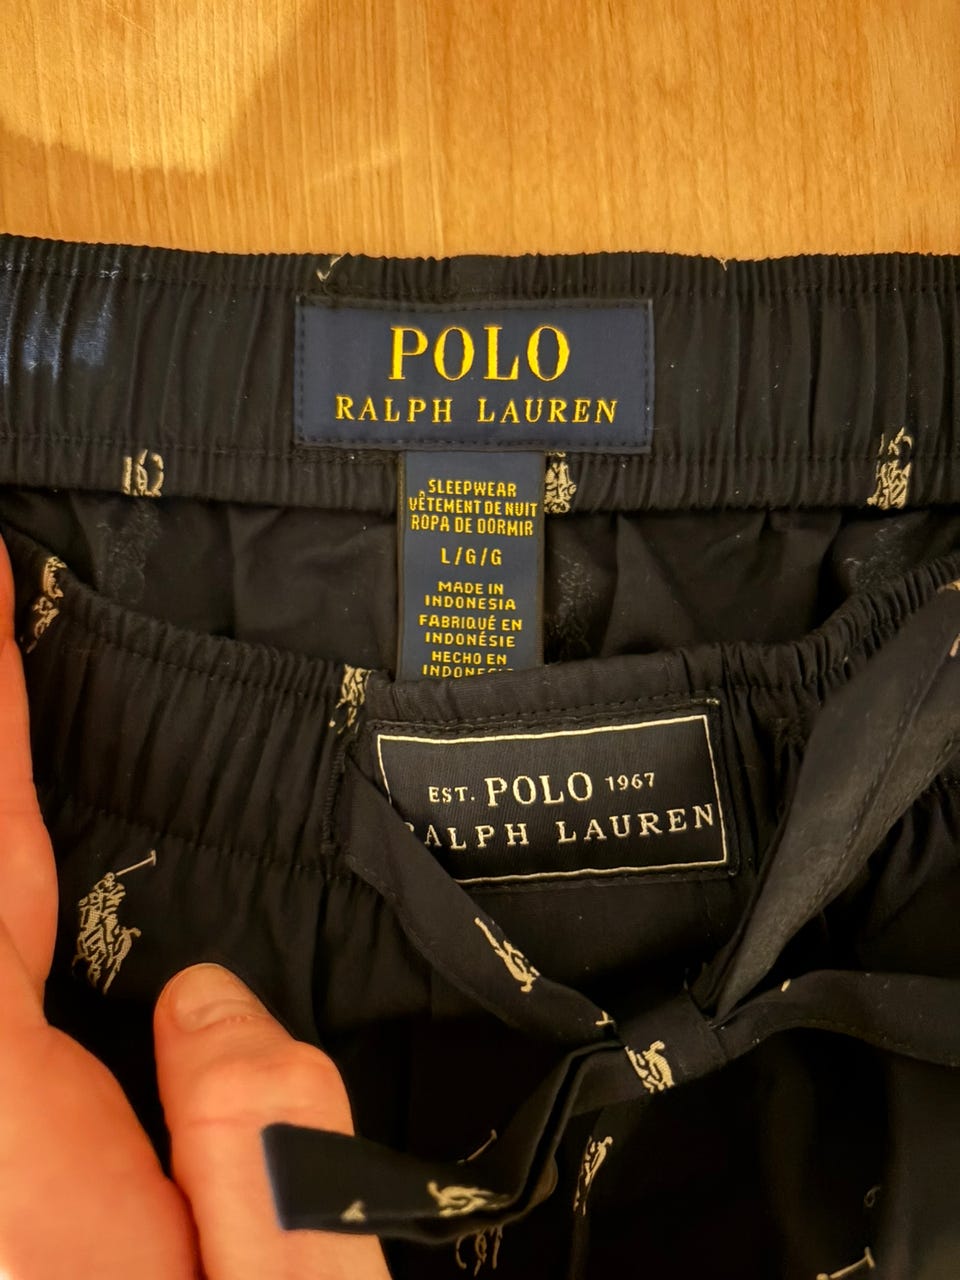 POLO
RALPH LAUREN
SLEEPWEAR
VÊTEMENT DE NUIT
ROPA DE DORMIR
L/G/G
MADE IN
INDONESIA
FABRIQUÉ EN
INDONÉSIE
HECHO EN
EST. POLO 1967
LAUREN